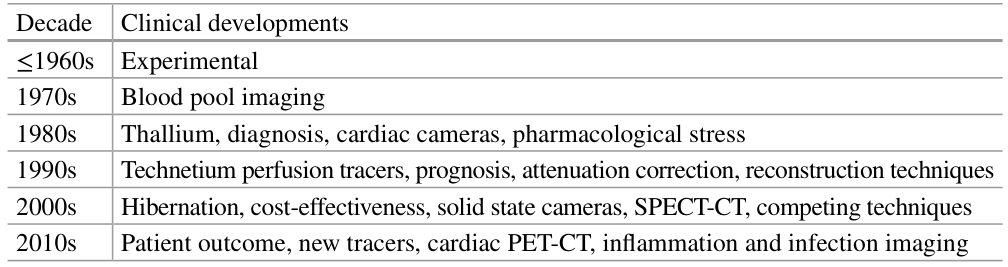 Decade Clinical developments
≤1960s Experimental
1970s Blood pool imaging
1980s Thallium, diagnosis, cardiac cameras, pharmacological stress
1990s Technetium perfusion tracers, prognosis, attenuation correction, reconstruction techniques
2000s Hibernation, cost-effectiveness, solid state cameras, SPECT-CT, competing techniques
2010s Patient outcome, new tracers, cardiac PET-CT, inflammation and infection imaging